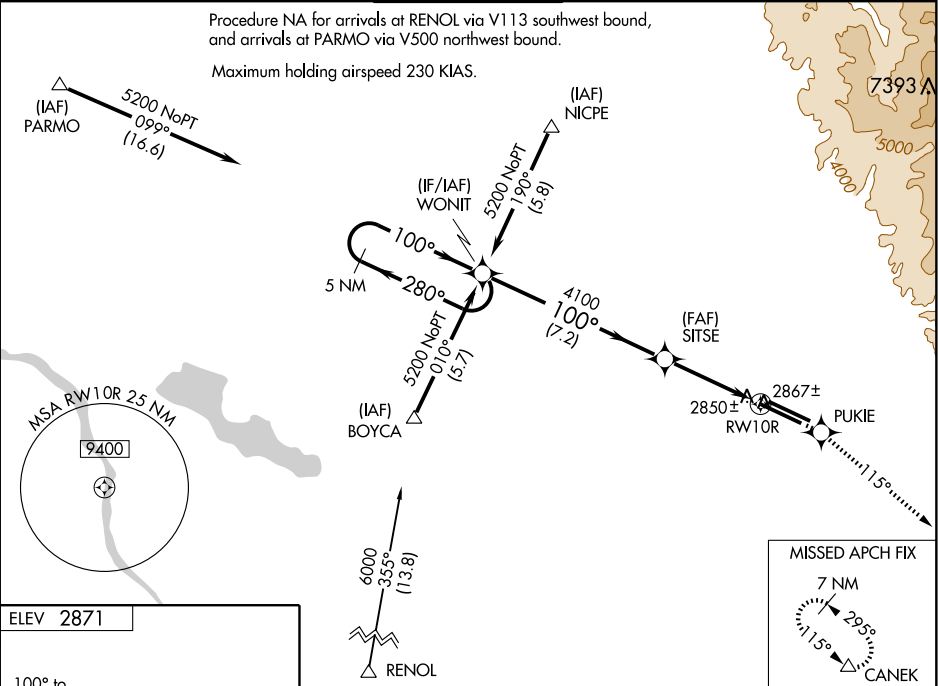 Procedure NA for arrivals at RENOL via V113 southwest bound,
and arrivals at PARMO via V500 northwest bound.
Maximum holding airspeed 230 KIAS.
7393
5000
4000
(IAF)
PARMO
5200 NoPT
099°
(16.6)
(IAF)
NICPE
5200 NoPT
190°
(5.8)
(IF/IAF)
WONIT
100°
280°
5 NM
4100
100°
(7.2)
(FAF)
SITSE
5200 NoPT
010°
(5.7)
(IAF)
BOYCA
2850±
2867±
RW10R
PUKIE
115°
MSA RW10R 25 NM
9400
6000
355°
(13.8)
RENOL
MISSED APCH FIX
7 NM
295°
115°
CANEK
ELEV 2871
100° to